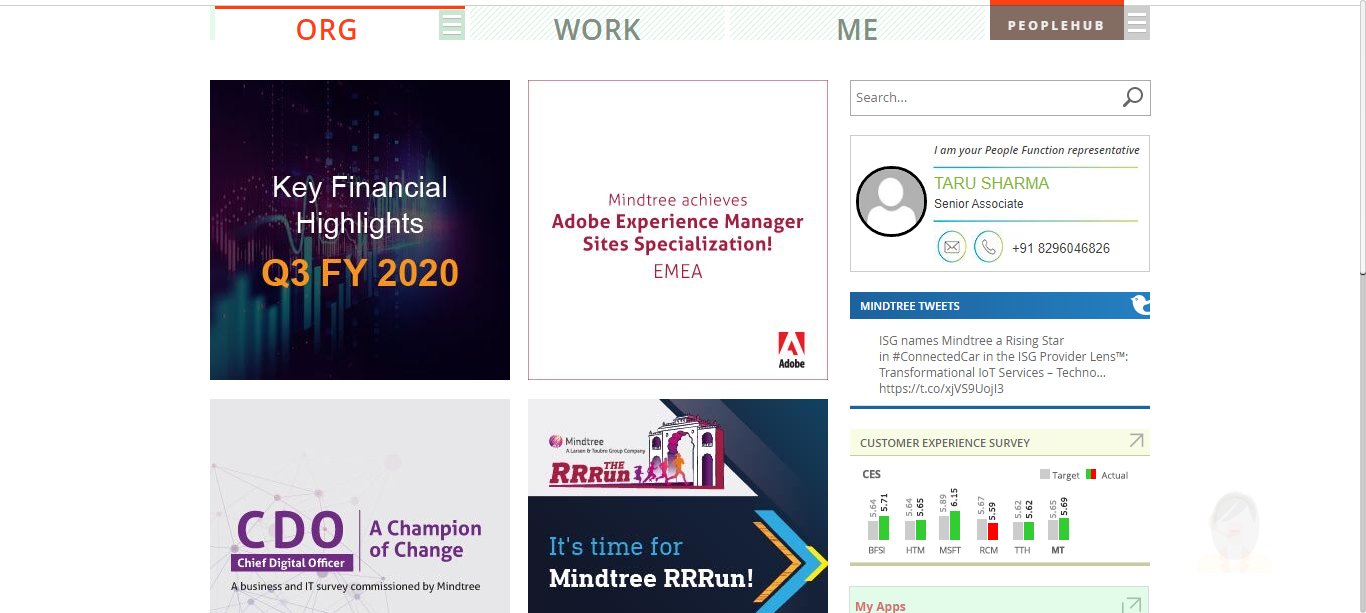 ORG
WORK
ME
PEOPLEHUB
Key Financial
Highlights
Q3 FY 2020
Mindtree achieves
Adobe Experience Manager
Sites Specialization!
EMEA
Adobe
CDO
Chief Digital Officer
A Champion
of Change
A business and IT survey commissioned by Mindtree
Mindtree
A Larsen & Toubro Group Company
THE
RRRun
It's time for
Mindtree RRRun!
Search...
I am your People Function representative
TARU SHARMA
Senior Associate
+91 8296046826
MINDTREE TWEETS
ISG names Mindtree a Rising Star
in #ConnectedCar in the ISG Provider Lens™:
Transformational IoT Services – Techno...
https://t.co/xjVS9UojI3
CUSTOMER EXPERIENCE SURVEY
CES
Target Actual
5.64 5.71 5.64 5.65 5.89 6.15 5.67 5.59 5.62 5.62 5.65 5.69
BFSI HTM MSFT RCM TTH MT
My Apps